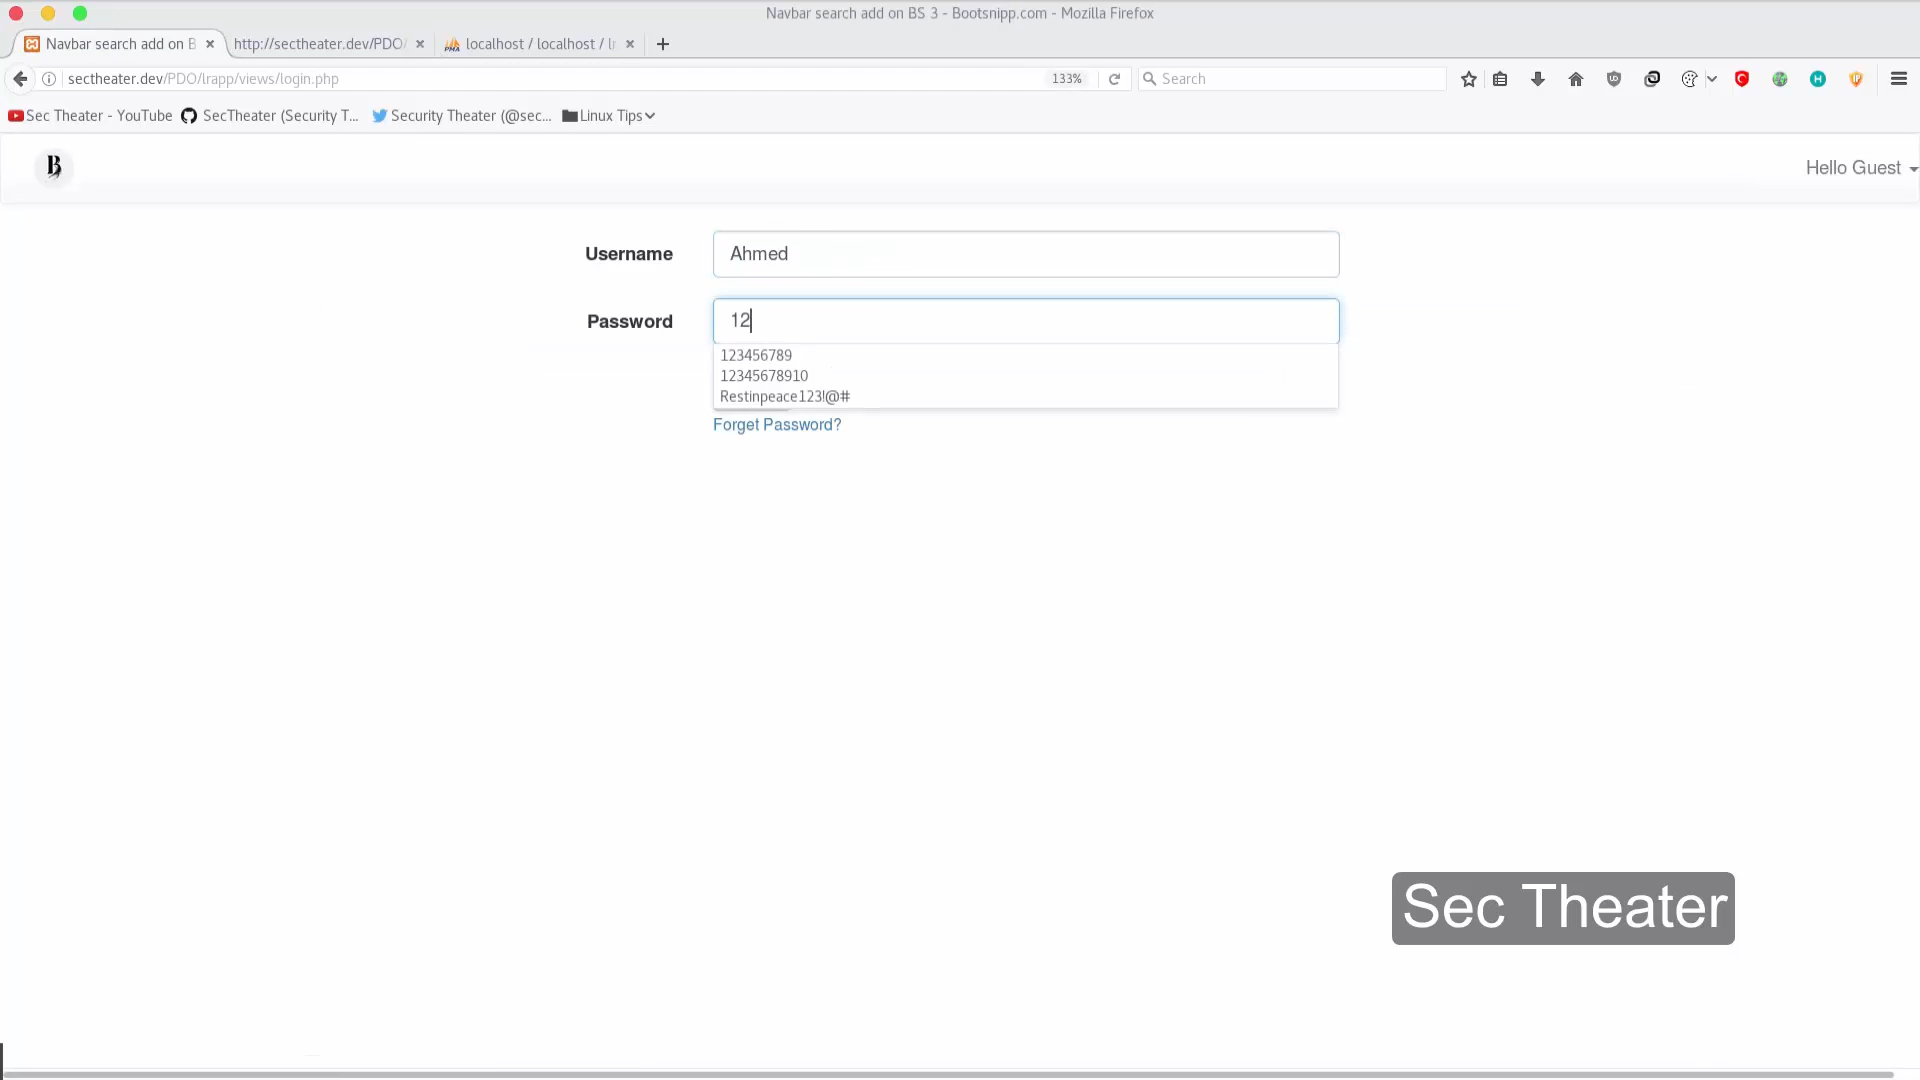 Navbar search add on BS 3 - Bootsnipp.com - Mozilla Firefox
Navbar search add on B
http://sectheater.dev/PDO/
localhost / localhost / lr
sectheater.dev/PDO/lrapp/views/login.php
133%
Search
Sec Theater - YouTube
SecTheater (Security T...
Security Theater (@sec...
Linux Tips
B
Hello Guest
Username
Ahmed
Password
12
123456789
12345678910
Restinpeace123!@#
Forget Password?
Sec Theater